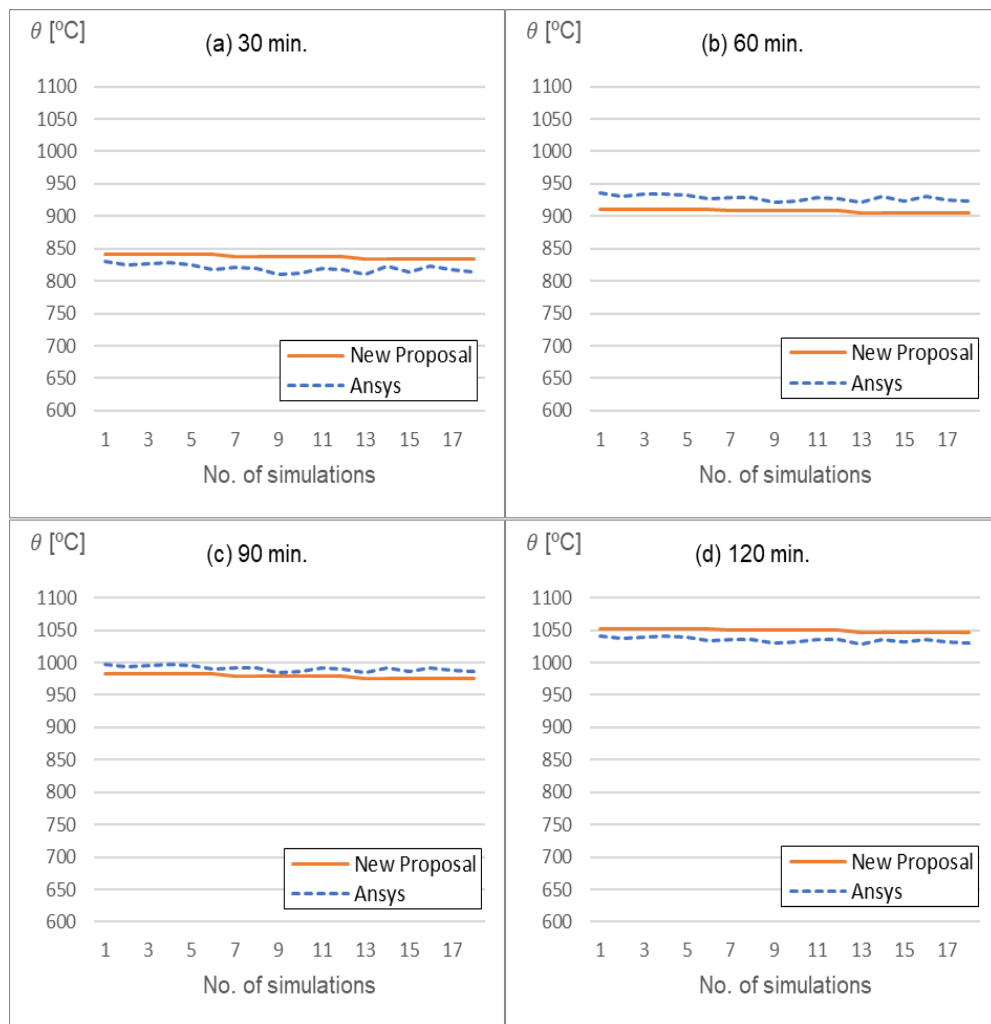 θ [ºC]
(a) 30 min.
1100
1050
1000
950
900
850
800
750
700
650
600
New Proposal
Ansys
1 3 5 7 9 11 13 15 17
No. of simulations
θ [ºC]
(b) 60 min.
1100
1050
1000
950
900
850
800
750
700
650
600
New Proposal
Ansys
1 3 5 7 9 11 13 15 17
No. of simulations
θ [ºC]
(c) 90 min.
1100
1050
1000
950
900
850
800
750
700
650
600
New Proposal
Ansys
1 3 5 7 9 11 13 15 17
No. of simulations
θ [ºC]
(d) 120 min.
1100
1050
1000
950
900
850
800
750
700
650
600
New Proposal
Ansys
1 3 5 7 9 11 13 15 17
No. of simulations